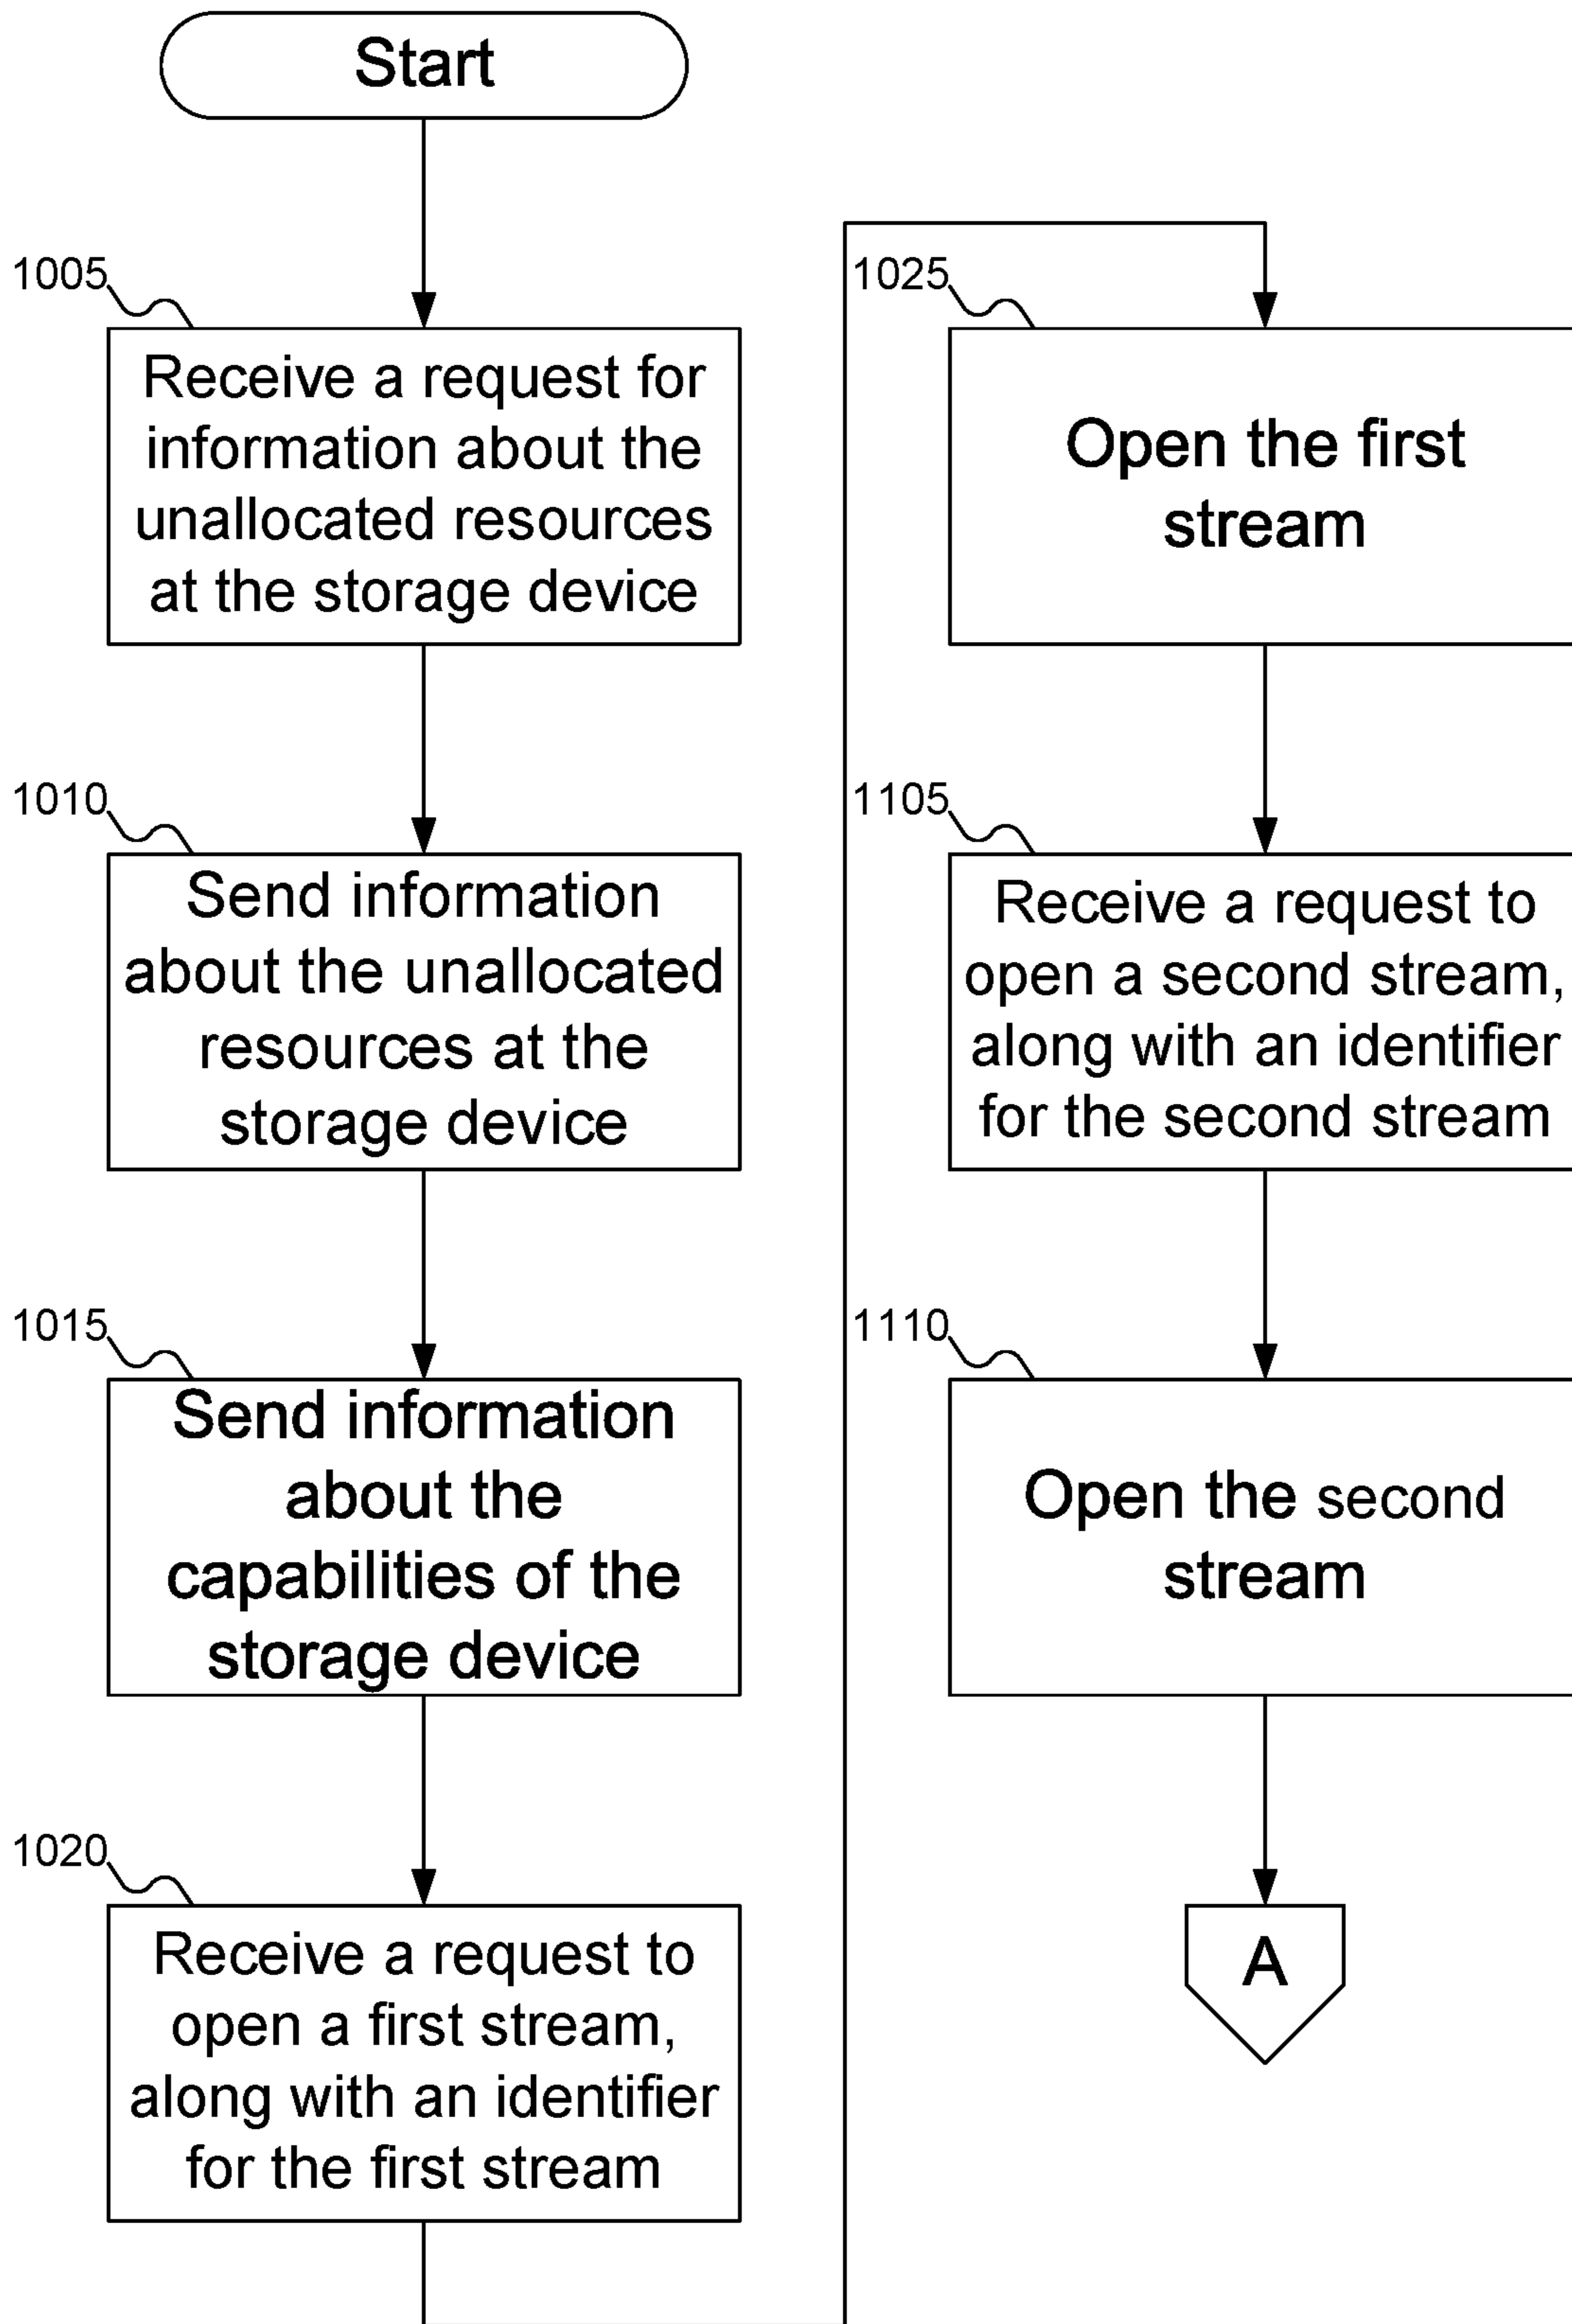 Start
1005
Receive a request for
information about the
unallocated resources
at the storage device
1010
Send information
about the unallocated
resources at the
storage device
1015
Send information
about the
capabilities of the
storage device
1020
Receive a request to
open a first stream,
along with an identifier
for the first stream
1025
Open the first
stream
1105
Receive a request to
open a second stream,
along with an identifier
for the second stream
1110
Open the second
stream
A